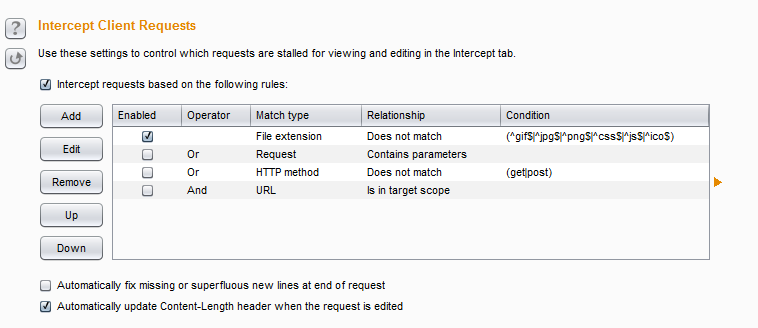 ?
Intercept Client Requests
Use these settings to control which requests are stalled for viewing and editing in the Intercept tab.
Intercept requests based on the following rules:
Add
Edit
Remove
Up
Down
Enabled Operator Match type Relationship Condition
File extension Does not match (^gif$|^jpg$|^png$|^css$|^js$|^ico$)
Or Request Contains parameters
Or HTTP method Does not match (get|post)
And URL Is in target scope
Automatically fix missing or superfluous new lines at end of request
Automatically update Content-Length header when the request is edited